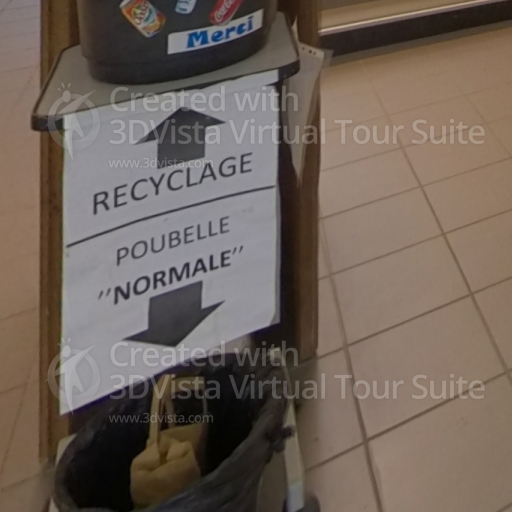 Merci
Created with
3DVista Virtual Tour Suite
www.3dvista.com
RECYCLAGE
POUBELLE
"NORMALE"
Created with
3DVista Virtual Tour Suite
www.3dvista.com